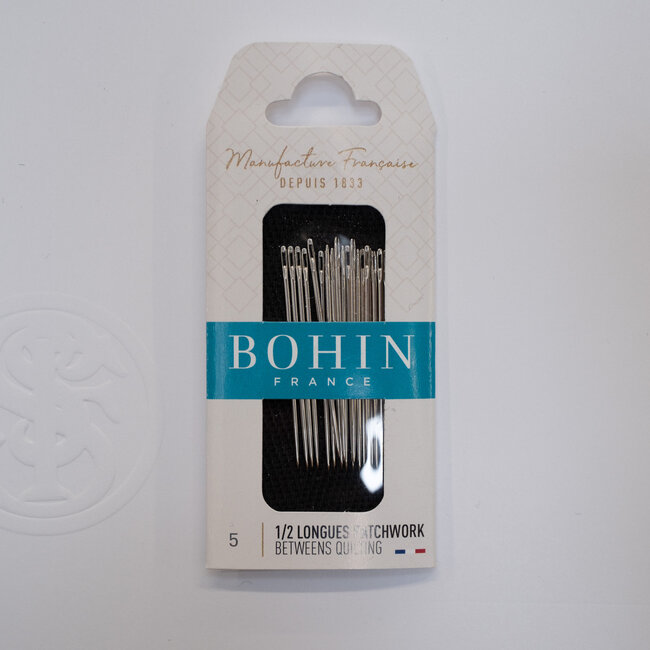 Manufacture Française
DEPUIS 1833
BOHIN
FRANCE
5
1/2 LONGUES PATCHWORK
BETWEENS QUILTING